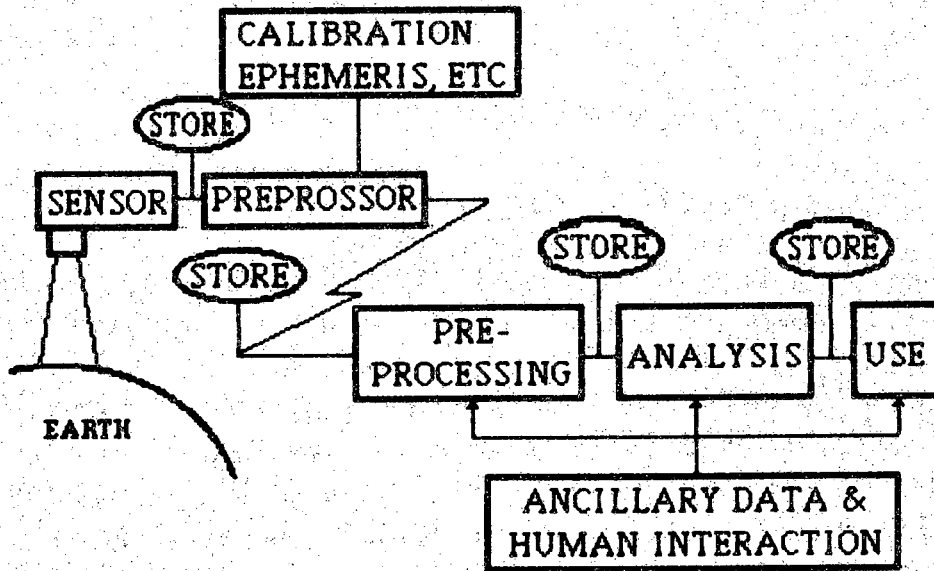 CALIBRATION
EPHEMERIS, ETC
STORE
SENSOR
PREPROSSOR
STORE
STORE
STORE
PRE-
PROCESSING
ANALYSIS
USE
EARTH
ANCILLARY DATA &
HUMAN INTERACTION